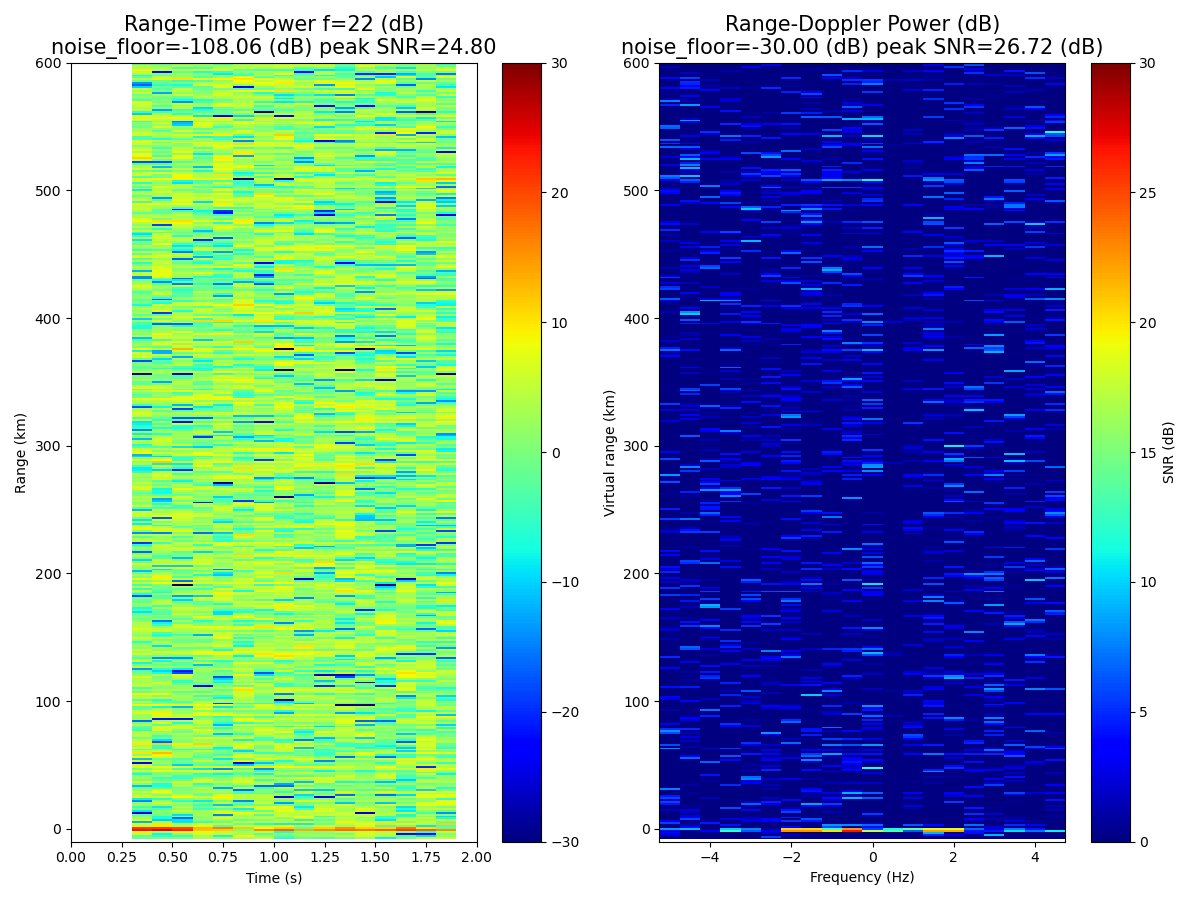 Range-Time Power f=22 (dB)
noise_floor=-108.06 (dB) peak SNR=24.80
Range-Doppler Power (dB)
noise_floor=-30.00 (dB) peak SNR=26.72 (dB)
600
500
400
300
200
100
0
Range (km)
0.00 0.25 0.50 0.75 1.00 1.25 1.50 1.75 2.00
Time (s)
30
20
10
0
−10
−20
−30
600
500
400
300
200
100
0
Virtual range (km)
−4 −2 0 2 4
Frequency (Hz)
30
25
20
15
10
5
0
SNR (dB)